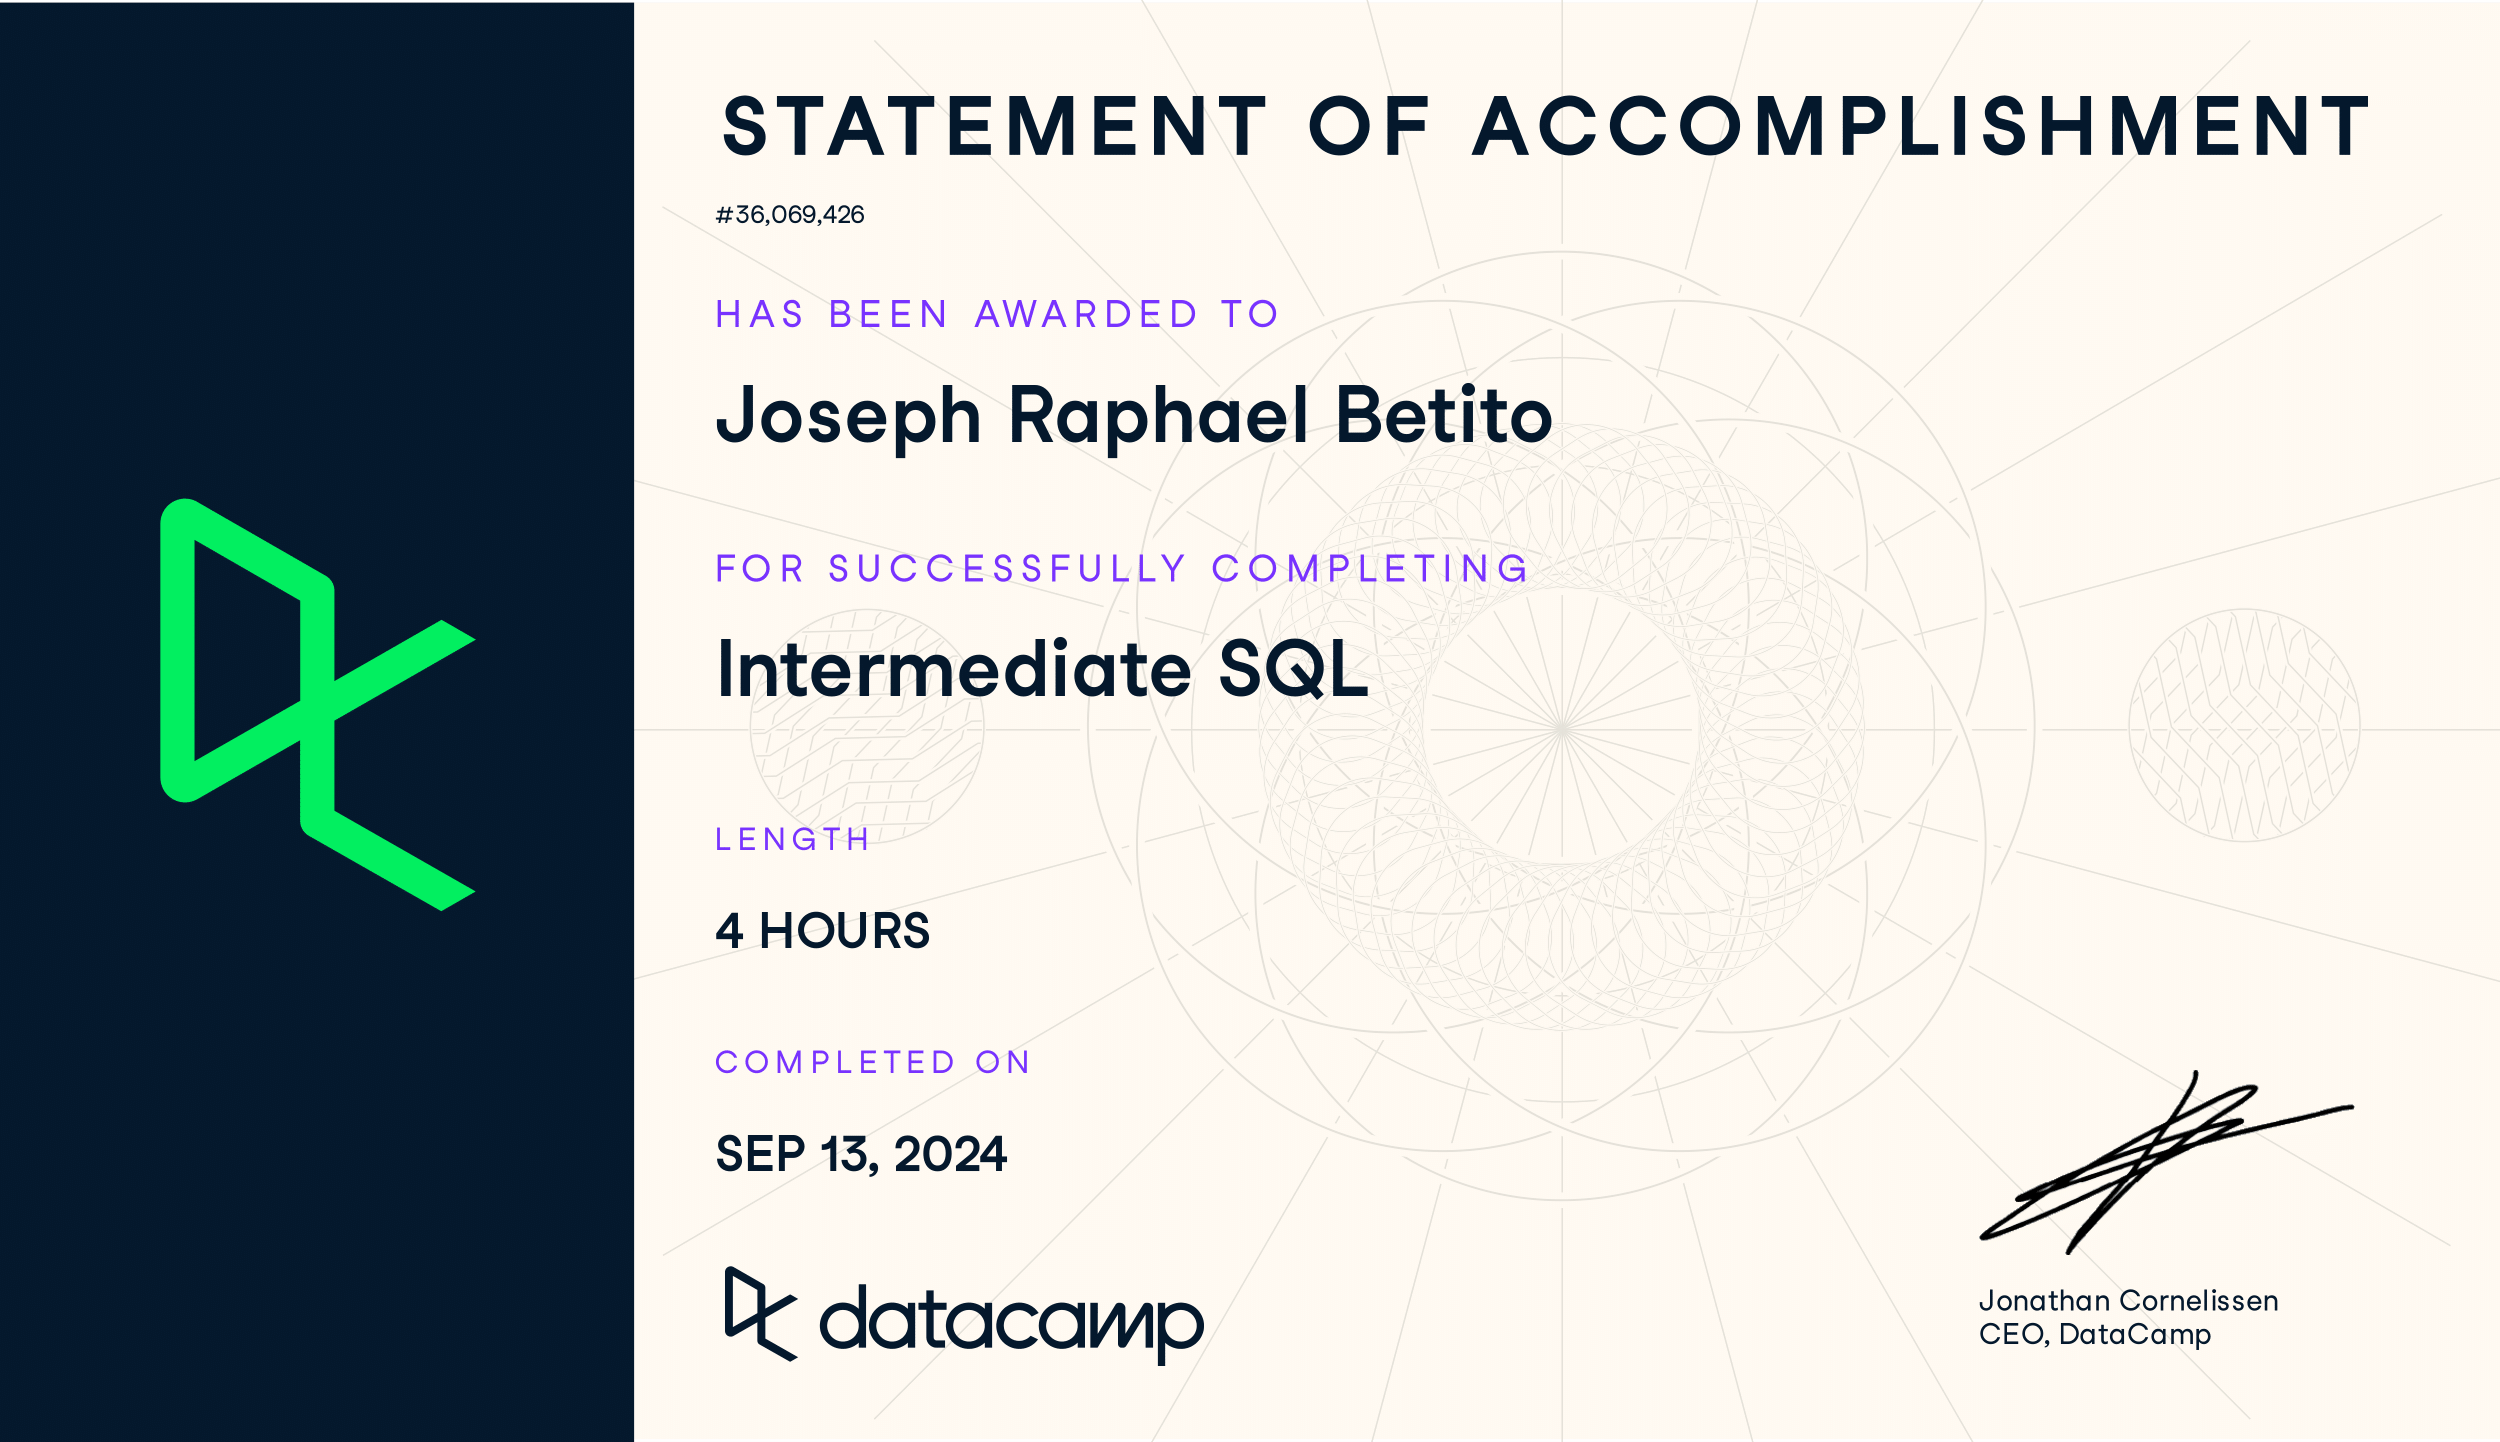 STATEMENT OF ACCOMPLISHMENT
#36,069,426
HAS BEEN AWARDED TO
Joseph Raphael Betito
FOR SUCCESSFULLY COMPLETING
Intermediate SQL
LENGTH
4 HOURS
COMPLETED ON
SEP 13, 2024
datacamp
Jonathan Cornelissen
CEO, DataCamp